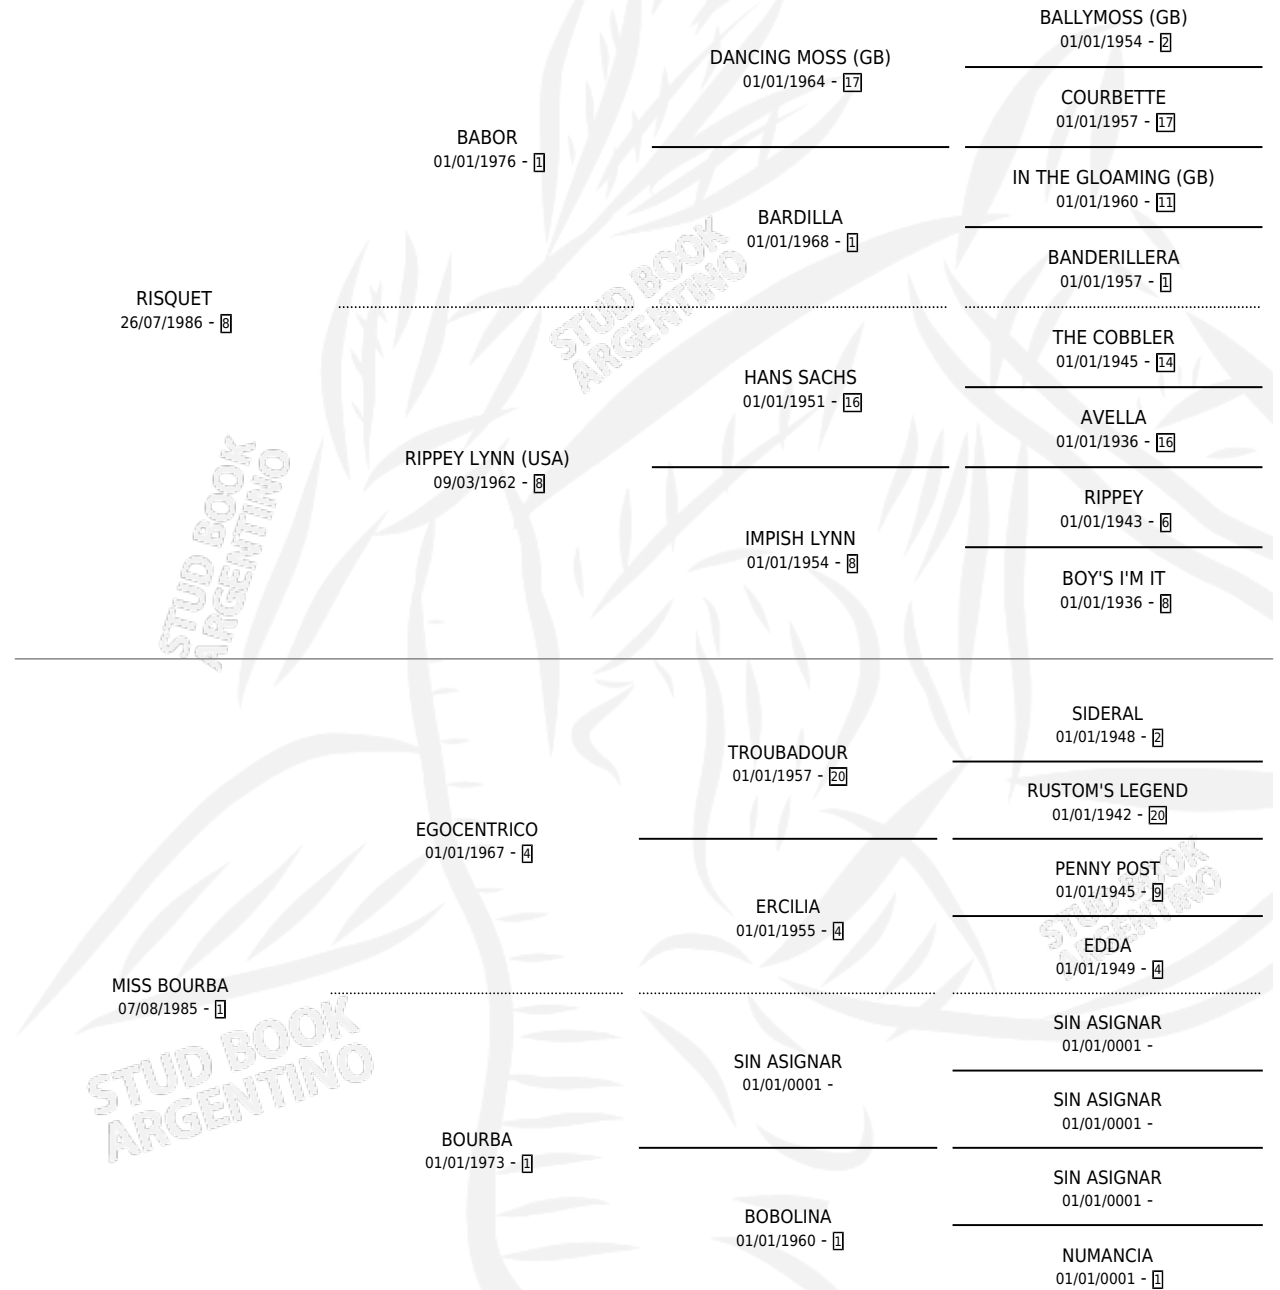 BALLYMOSS (GB)
01/01/1954 - 2
DANCING MOSS (GB)
01/01/1964 - 17
COURBETTE
01/01/1957 - 17
BABOR
01/01/1976 - 1
IN THE GLOAMING (GB)
01/01/1960 - 11
BARDILLA
01/01/1968 - 1
BANDERILLERA
01/01/1957 - 1
RISQUET
26/07/1986 - 8
THE COBBLER
01/01/1945 - 14
HANS SACHS
01/01/1951 - 16
AVELLA
01/01/1936 - 16
RIPPEY LYNN (USA)
09/03/1962 - 8
RIPPEY
01/01/1943 - 6
IMPISH LYNN
01/01/1954 - 8
BOY'S I'M IT
01/01/1936 - 8
SIDERAL
01/01/1948 - 2
TROUBADOUR
01/01/1957 - 20
RUSTOM'S LEGEND
01/01/1942 - 20
EGOCENTRICO
01/01/1967 - 4
PENNY POST
01/01/1945 - 9
ERCILIA
01/01/1955 - 4
EDDA
01/01/1949 - 4
MISS BOURBA
07/08/1985 - 1
SIN ASIGNAR
01/01/0001 -
SIN ASIGNAR
01/01/0001 -
SIN ASIGNAR
01/01/0001 -
BOURBA
01/01/1973 - 1
SIN ASIGNAR
01/01/0001 -
BOBOLINA
01/01/1960 - 1
NUMANCIA
01/01/0001 - 1
STUD BOOK
ARGENTINO
STUD BOOK
ARGENTINO
STUD BOOK
ARGENTINO
STUD BOOK
ARGENTINO